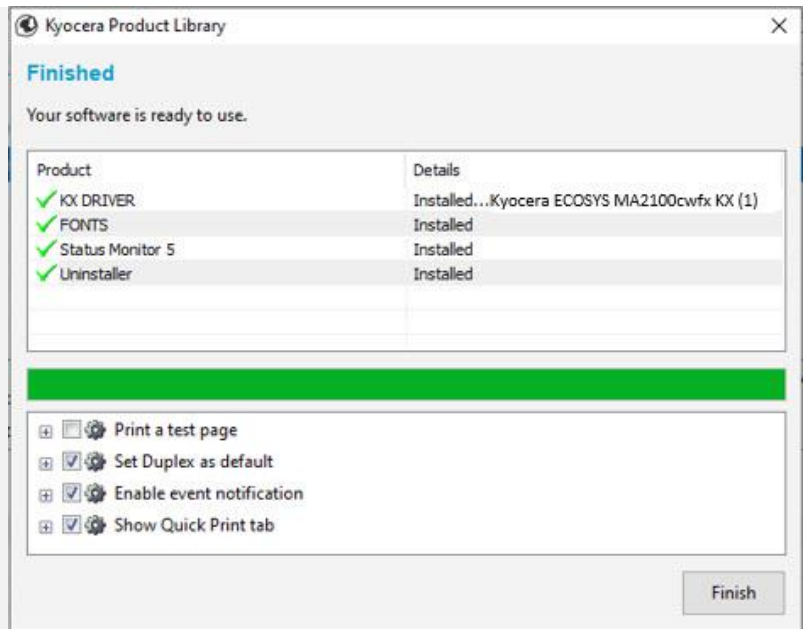 Kyocera Product Library
Finished
Your software is ready to use.
Product Details
KX DRIVER Installed...Kyocera ECOSYS MA2100cwfx KX (1)
FONTS Installed
Status Monitor 5 Installed
Uninstaller Installed
Print a test page
Set Duplex as default
Enable event notification
Show Quick Print tab
Finish